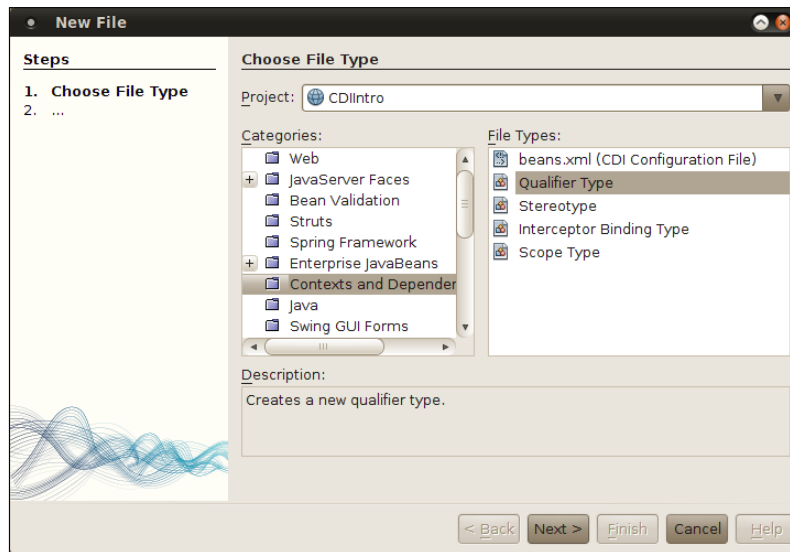 New File
Steps
1. Choose File Type
2. ...
Choose File Type
Project: CDIIntro
Categories:
Web
JavaServer Faces
Bean Validation
Struts
Spring Framework
Enterprise JavaBeans
Contexts and Depender
Java
Swing GUI Forms
File Types:
beans.xml (CDI Configuration File)
Qualifier Type
Stereotype
Interceptor Binding Type
Scope Type
Description:
Creates a new qualifier type.
< Back Next > Finish Cancel Help